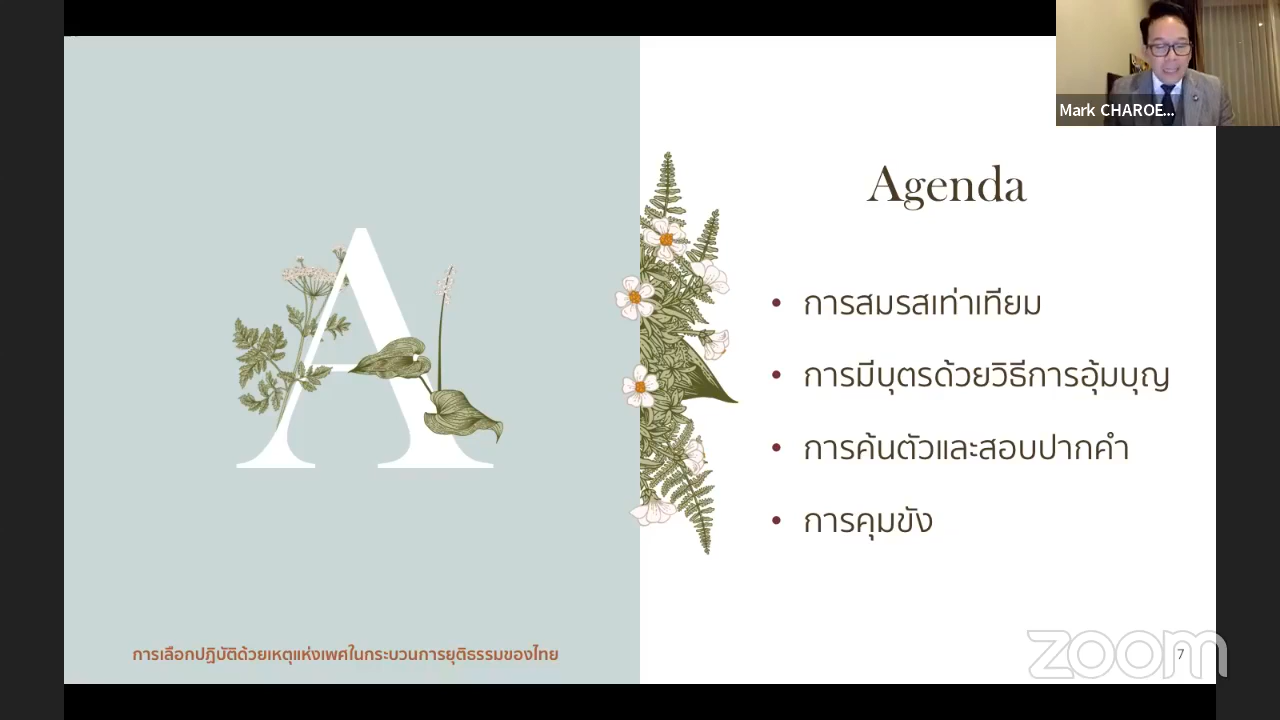 Mark CHAROE...
A
Agenda
• การสมรสเท่าเทียม
• การมีบุตรด้วยวิธีการอุ้มบุญ
• การค้นตัวและสอบปากคำ
• การคุมขัง
การเลือกปฏิบัติด้วยเหตุแห่งเพศในกระบวนการยุติธรรมของไทย
zoom
7